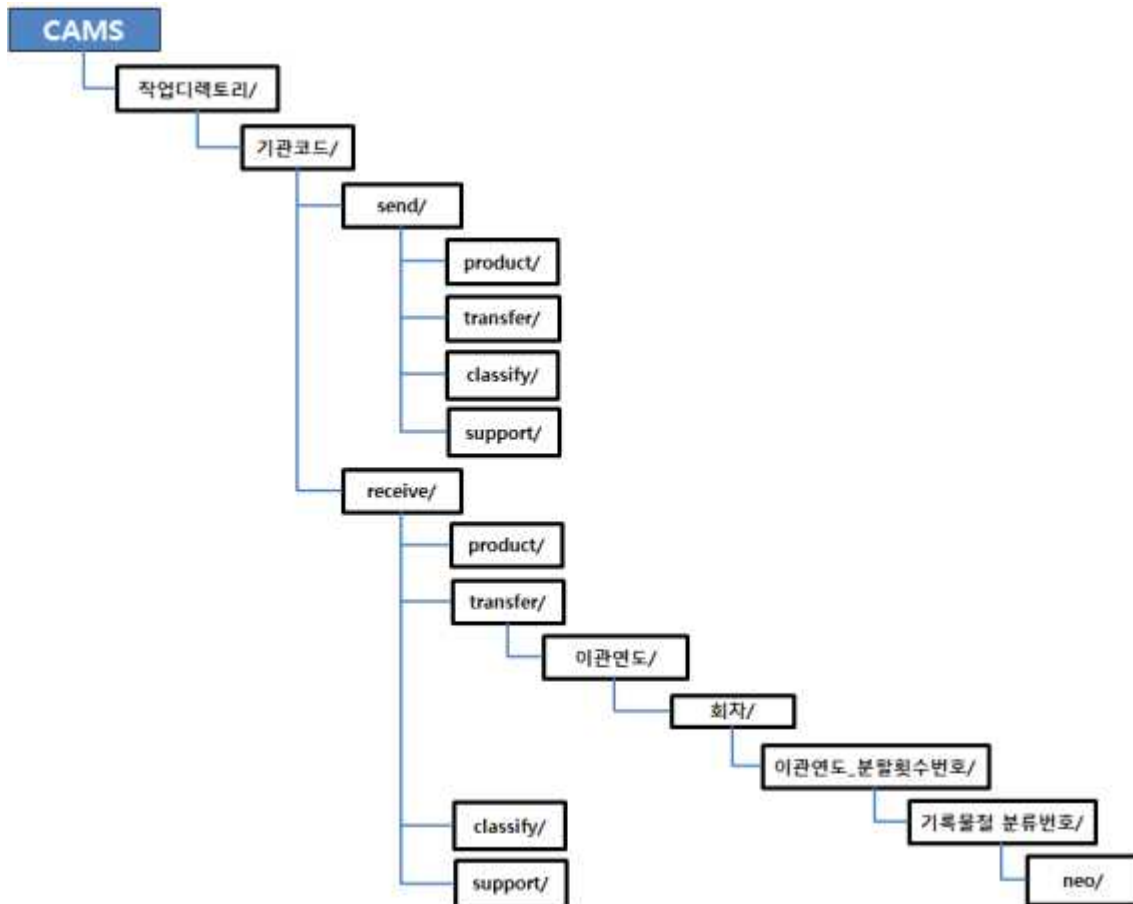 CAMS
작업디렉토리/
기관코드/
send/
product/
transfer/
classify/
support/
receive/
product/
transfer/
이관연도/
회차/
이관연도_분할횟수번호/
기록물철 분류번호/
classify/
support/
neo/